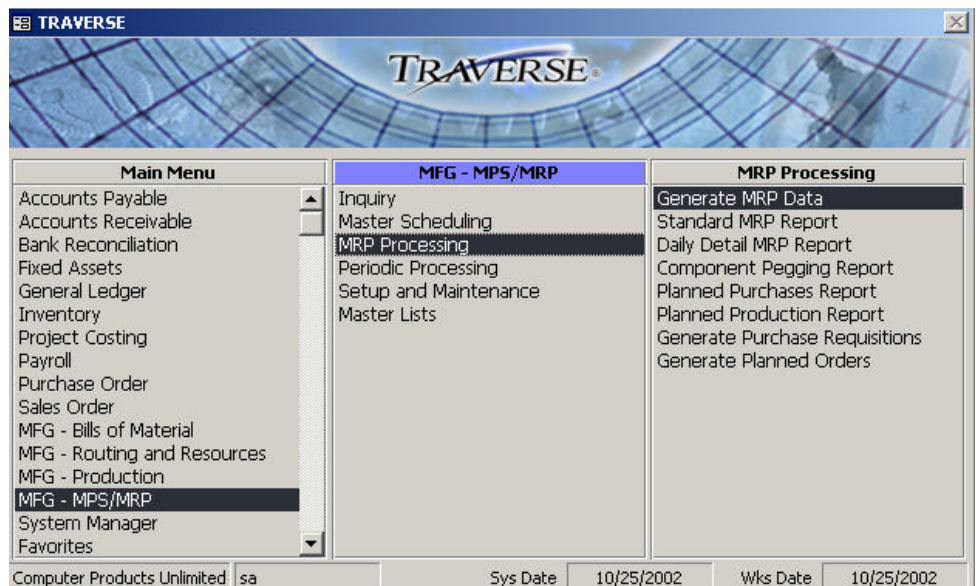 TRAVERSE
TRAVERSE®
Main Menu
Accounts Payable
Accounts Receivable
Bank Reconciliation
Fixed Assets
General Ledger
Inventory
Project Costing
Payroll
Purchase Order
Sales Order
MFG - Bills of Material
MFG - Routing and Resources
MFG - Production
MFG - MPS/MRP
System Manager
Favorites
MFG - MPS/MRP
Inquiry
Master Scheduling
MRP Processing
Periodic Processing
Setup and Maintenance
Master Lists
MRP Processing
Generate MRP Data
Standard MRP Report
Daily Detail MRP Report
Component Pegging Report
Planned Purchases Report
Planned Production Report
Generate Purchase Requisitions
Generate Planned Orders
Computer Products Unlimited sa Sys Date 10/25/2002 Wks Date 10/25/2002